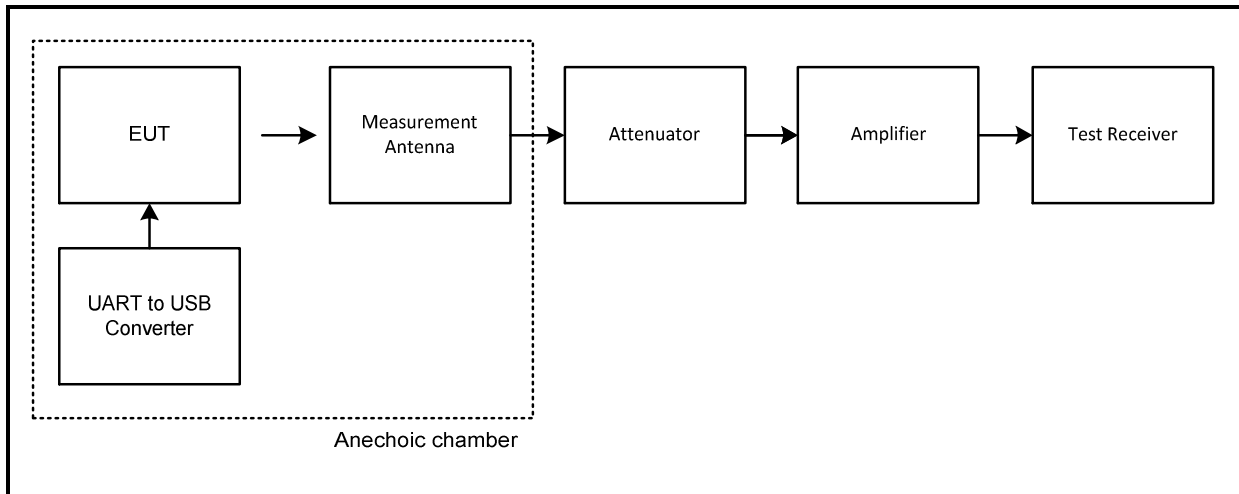 EUT
Measurement
Antenna
Attenuator
Amplifier
Test Receiver
UART to USB
Converter
Anechoic chamber